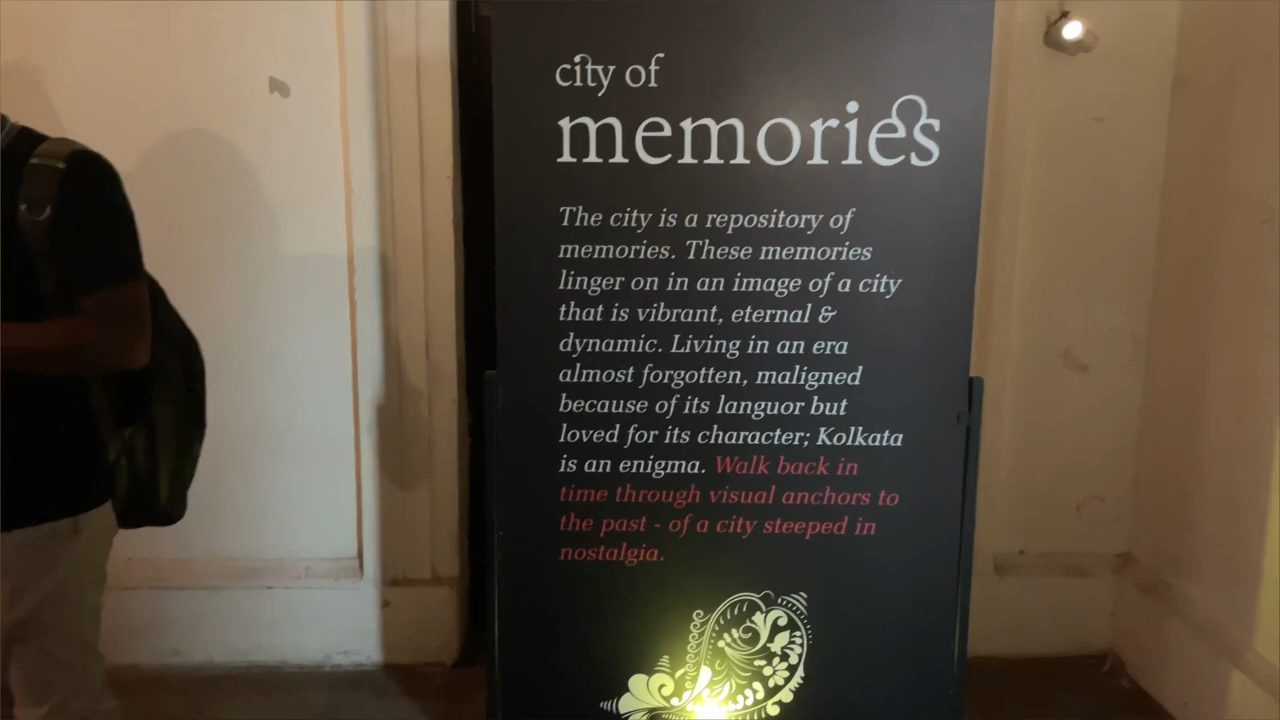 city of
memories
The city is a repository of
memories. These memories
linger on in an image of a city
that is vibrant, eternal &
dynamic. Living in an era
almost forgotten, maligned
because of its languor but
loved for its character; Kolkata
is an enigma. Walk back in
time through visual anchors to
the past - of a city steeped in
nostalgia.